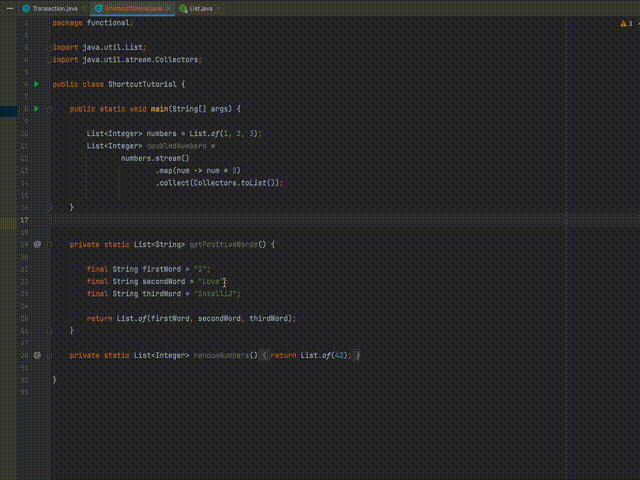 Transaction.java ShortcutTutorial.java List.java
1 package functional; 3
2
3 import java.util.List;
4 import java.util.stream.Collectors;
5
6 public class ShortcutTutorial {
7
8 public static void main(String[] args) {
9
10 List<Integer> numbers = List.of(1, 2, 3);
11 List<Integer> doubledNumbers =
12 numbers.stream()
13 .map(num -> num * 2)
14 .collect(Collectors.toList());
15
16 }
17
18
19 @ private static List<String> getPositiveWords() {
20
21 final String firstWord = "I";
22 final String secondWord = "Love";
23 final String thirdWord = "IntelliJ";
24
25 return List.of(firstWord, secondWord, thirdWord);
26 }
27
28 @ private static List<Integer> randomNumbers() { return List.of(42); }
31
32 }
33